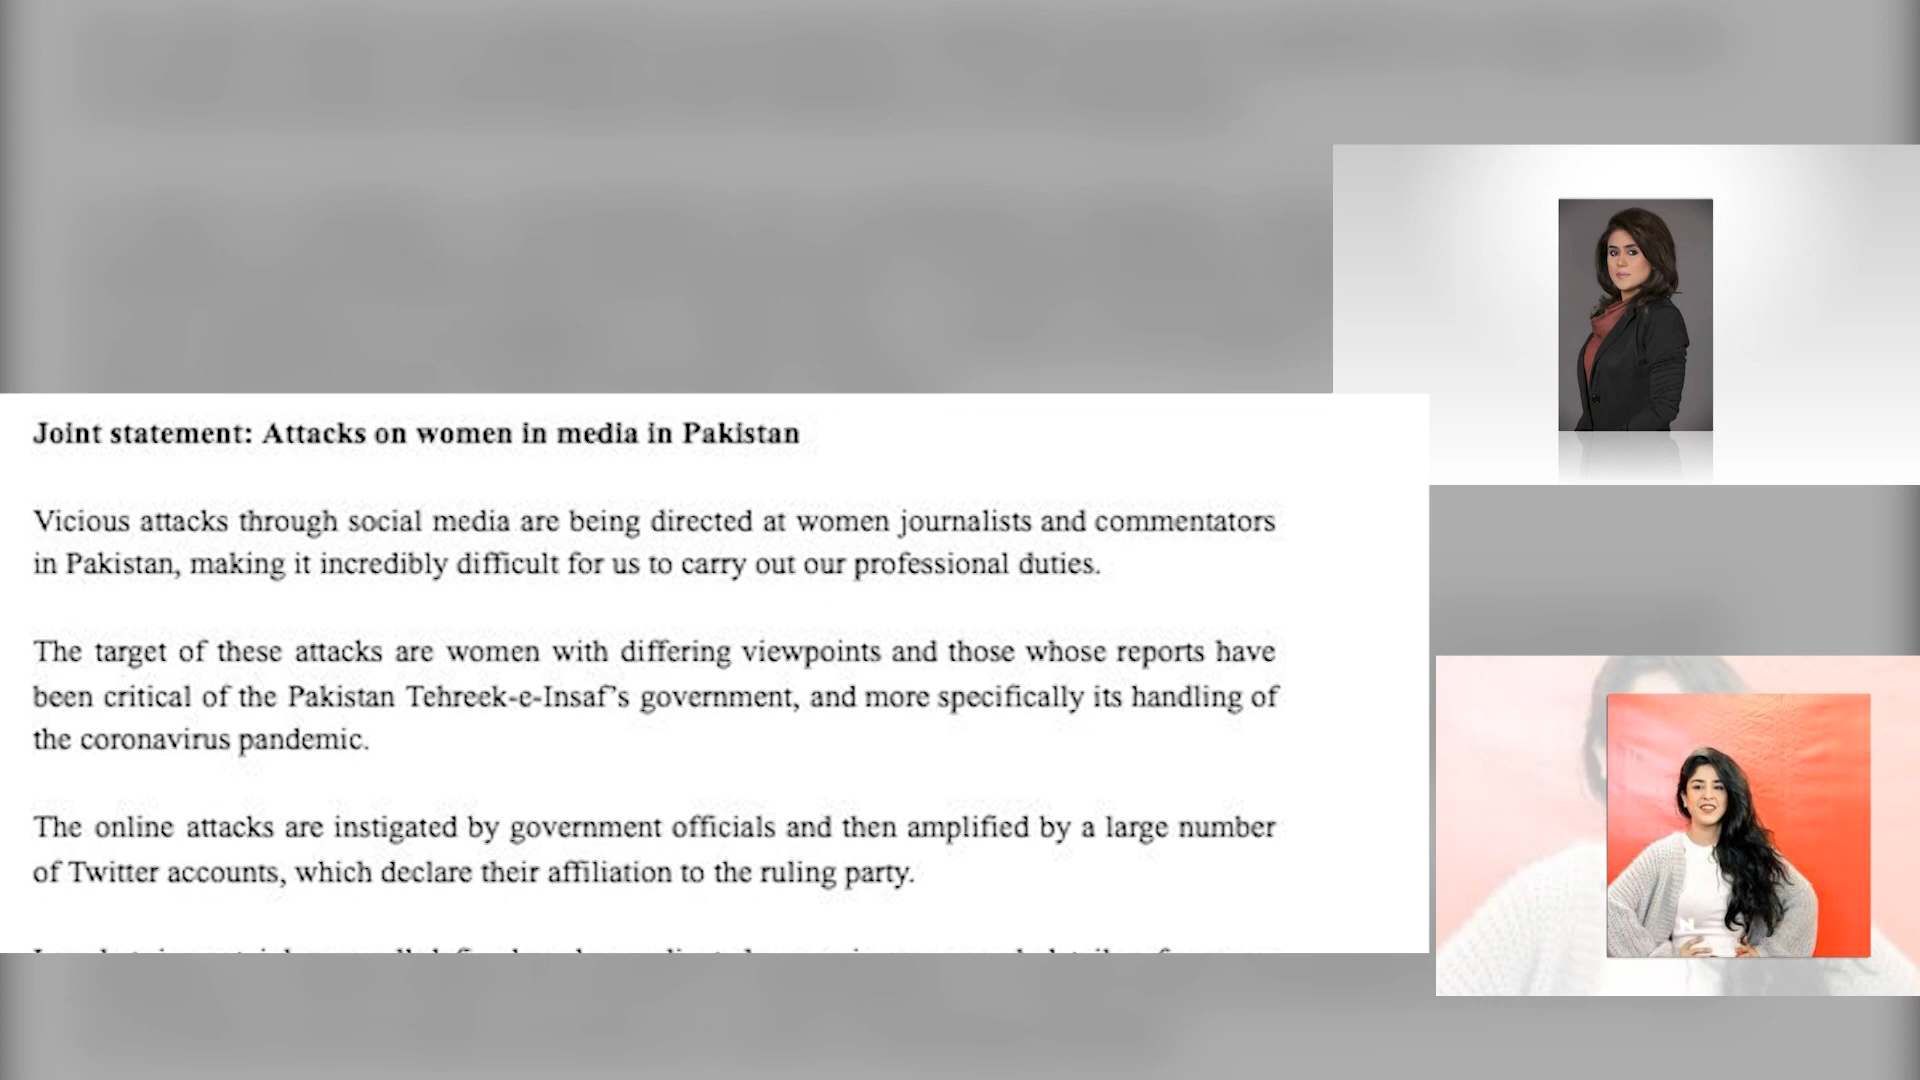 Joint statement: Attacks on women in media in Pakistan
Vicious attacks through social media are being directed at women journalists and commentators
in Pakistan, making it incredibly difficult for us to carry out our professional duties.
The target of these attacks are women with differing viewpoints and those whose reports have
been critical of the Pakistan Tehreek-e-Insaf's government, and more specifically its handling of
the coronavirus pandemic.
The online attacks are instigated by government officials and then amplified by a large number
of Twitter accounts, which declare their affiliation to the ruling party.